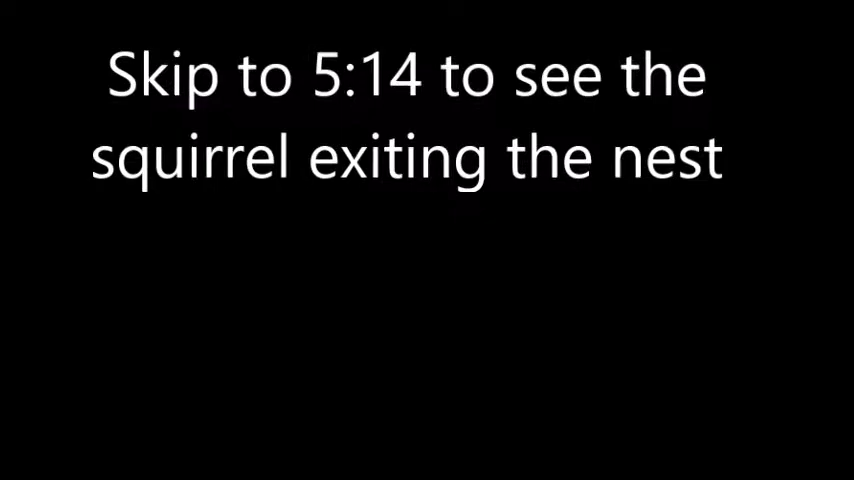 Skip to 5:14 to see the
squirrel exiting the nest